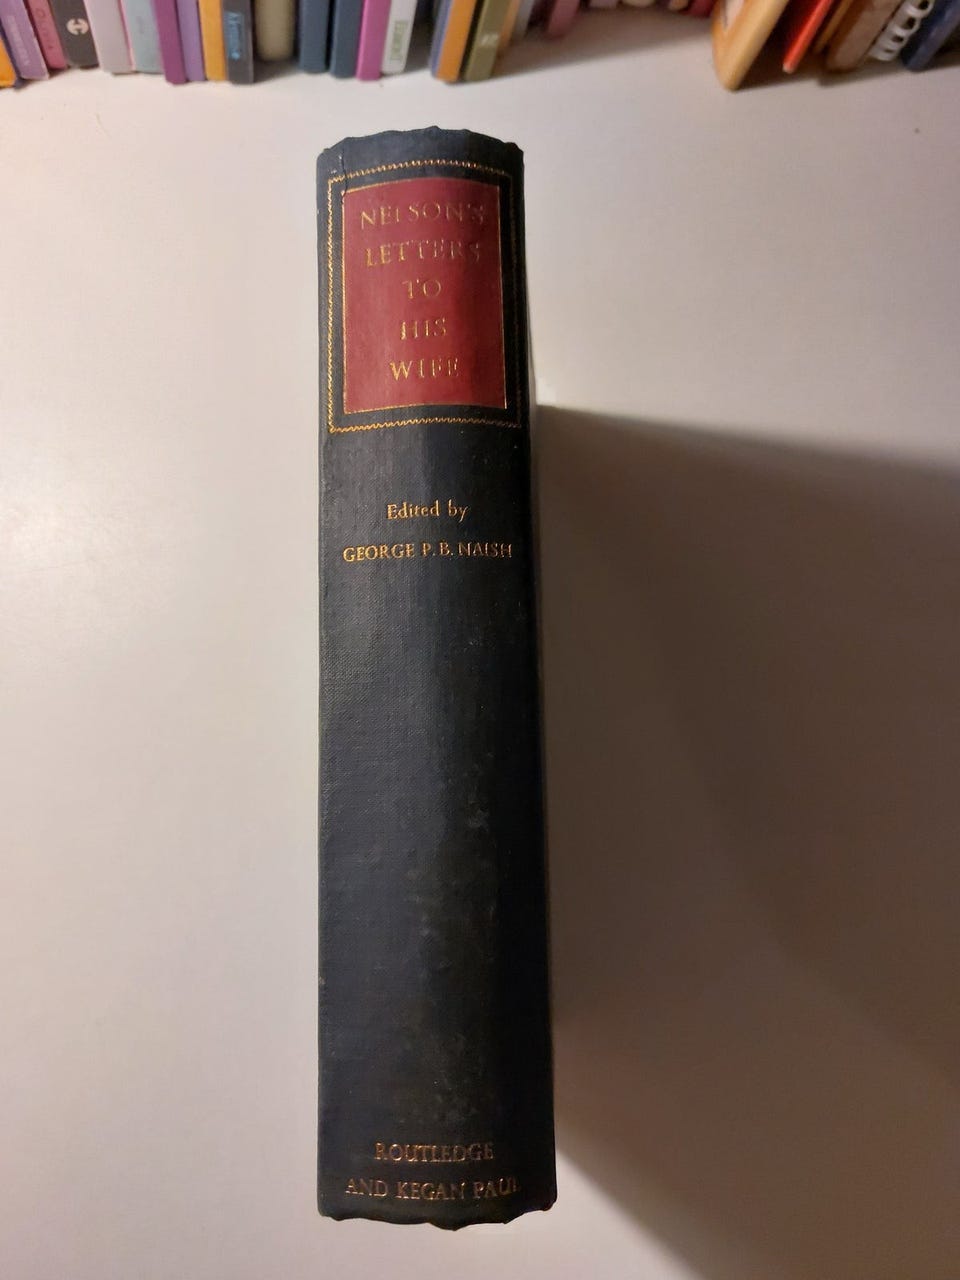 NELSON'S
LETTERS
TO
HIS
WIFE
Edited by
GEORGE P. B. NAISH
ROUTLEDGE
AND KEGAN PAUL